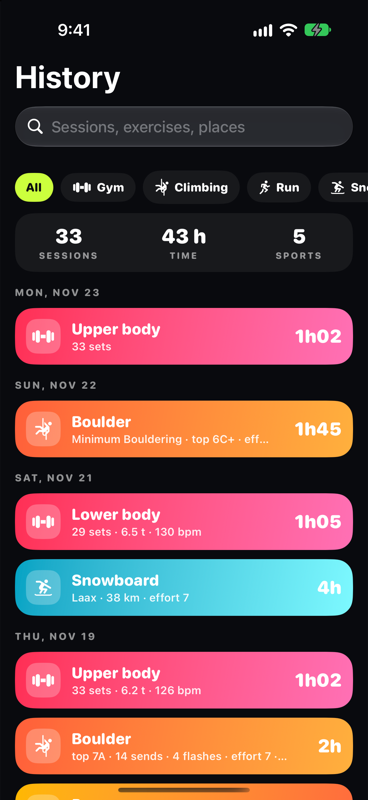 9:41
History
Sessions, exercises, places
All
Gym
Climbing
Run
33
SESSIONS
43 h
TIME
5
SPORTS
MON, NOV 23
Upper body
33 sets
1h02
SUN, NOV 22
Boulder
Minimum Bouldering · top 6C+ · eff...
1h45
SAT, NOV 21
Lower body
29 sets · 6.5 t · 130 bpm
1h05
Snowboard
Laax · 38 km · effort 7
4h
THU, NOV 19
Upper body
33 sets · 6.2 t · 126 bpm
1h02
Boulder
top 7A · 14 sends · 4 flashes · effort 7 ·...
2h